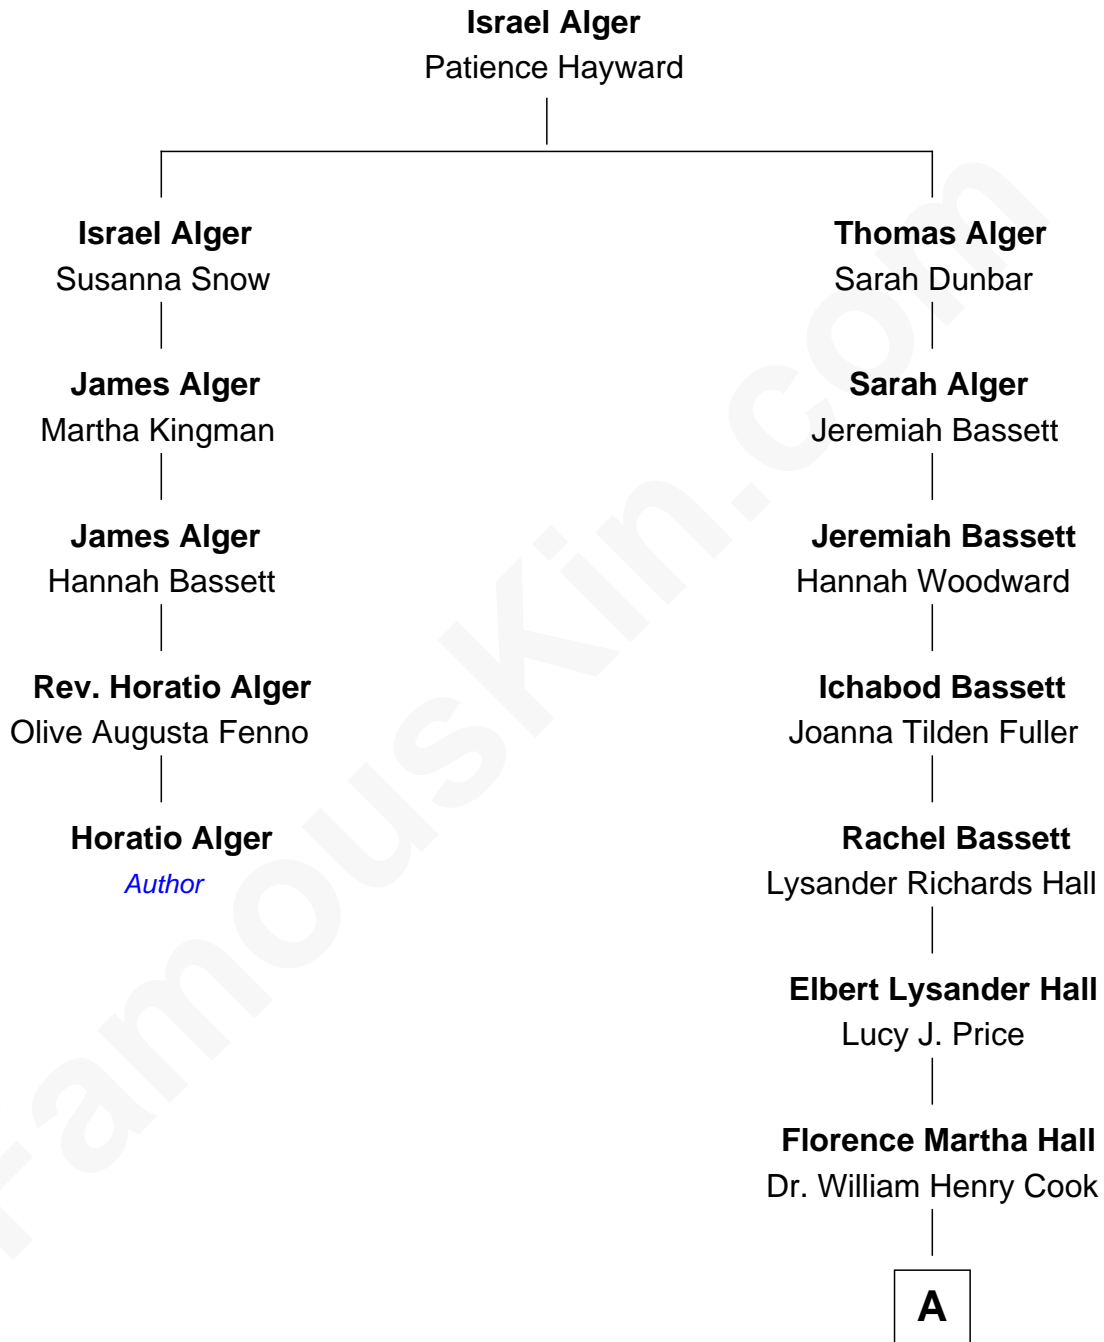 Israel Alger
Patience Hayward
Israel Alger
Susanna Snow
James Alger
Martha Kingman
James Alger
Hannah Bassett
Rev. Horatio Alger
Olive Augusta Fenno
Horatio Alger
Author
Thomas Alger
Sarah Dunbar
Sarah Alger
Jeremiah Bassett
Jeremiah Bassett
Hannah Woodward
Ichabod Bassett
Joanna Tilden Fuller
Rachel Bassett
Lysander Richards Hall
Elbert Lysander Hall
Lucy J. Price
Florence Martha Hall
Dr. William Henry Cook
A
FamousKin.com